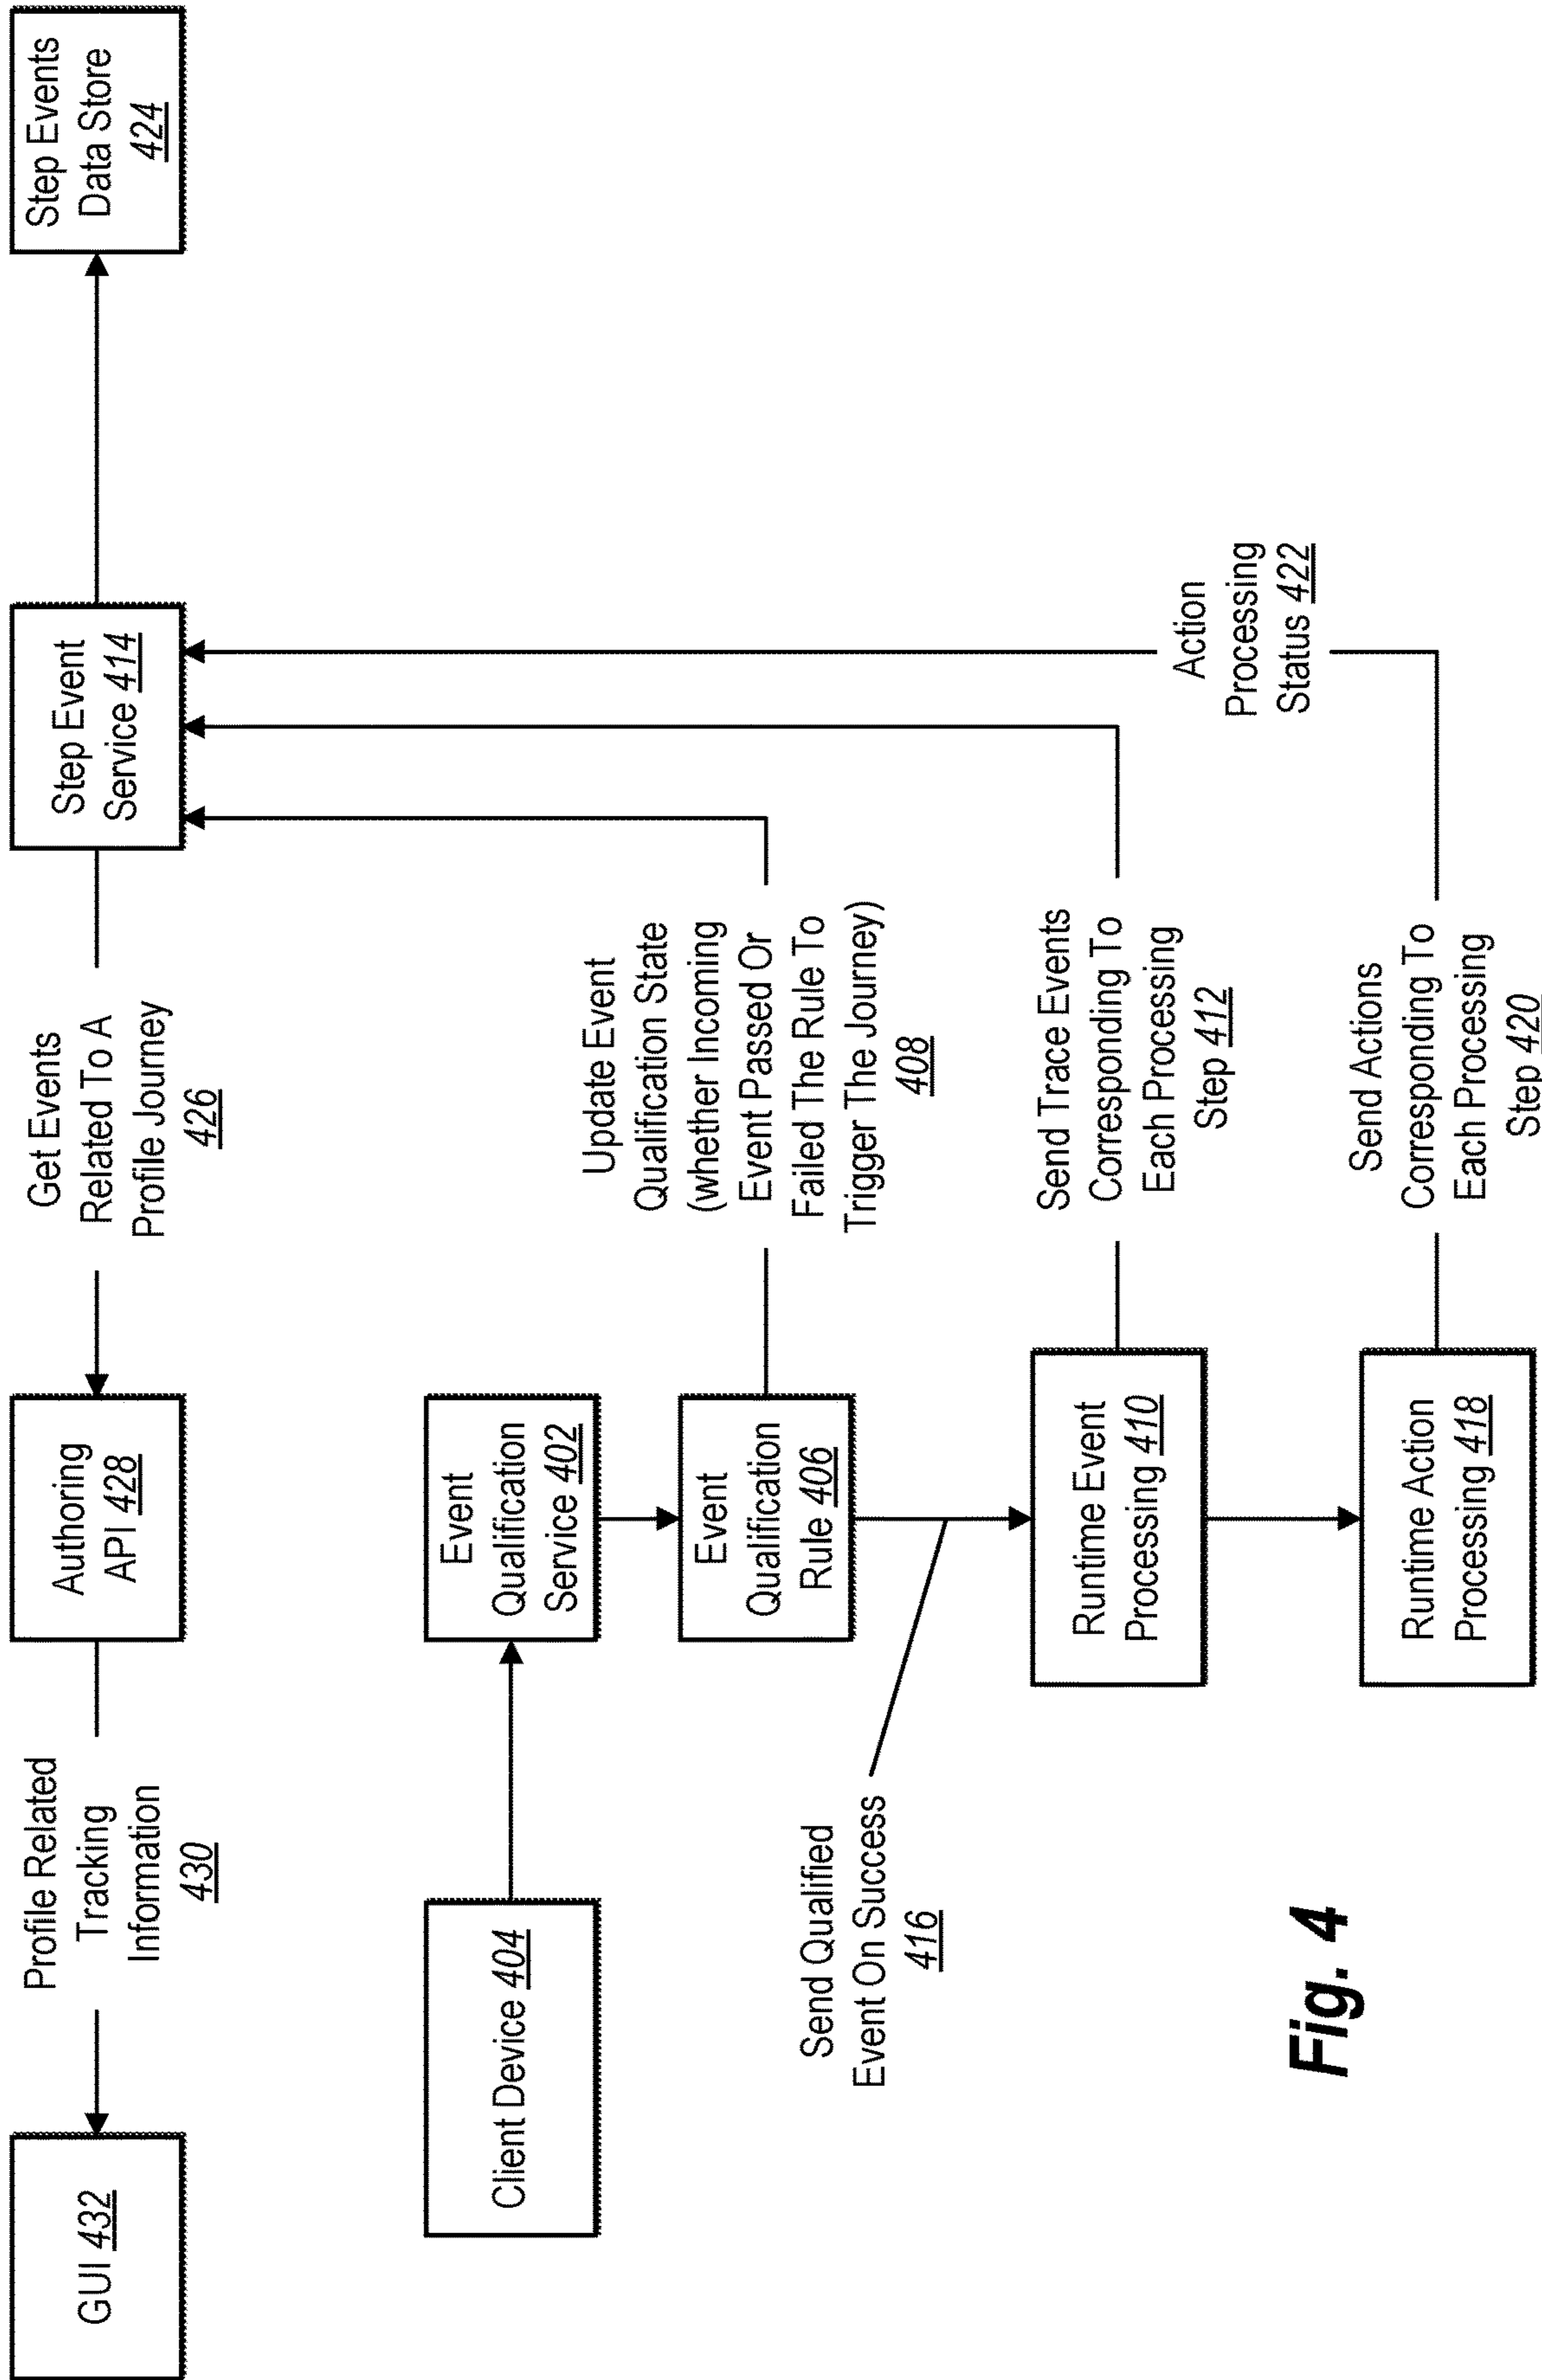 GUI 432
Profile Related
Tracking
Information
430
Authoring
API 428
Get Events
Related To A
Profile Journey
426
Step Event
Service 414
Step Events
Data Store
424
Client Device 404
Event
Qualification
Service 402
Event
Qualification
Rule 406
Update Event
Qualification State
(whether Incoming
Event Passed Or
Failed The Rule To
Trigger The Journey)
408
Send Qualified
Event On Success
416
Runtime Event
Processing 410
Send Trace Events
Corresponding To
Each Processing
Step 412
Action
Processing
Status 422
Runtime Action
Processing 418
Send Actions
Corresponding To
Each Processing
Step 420
Fig. 4